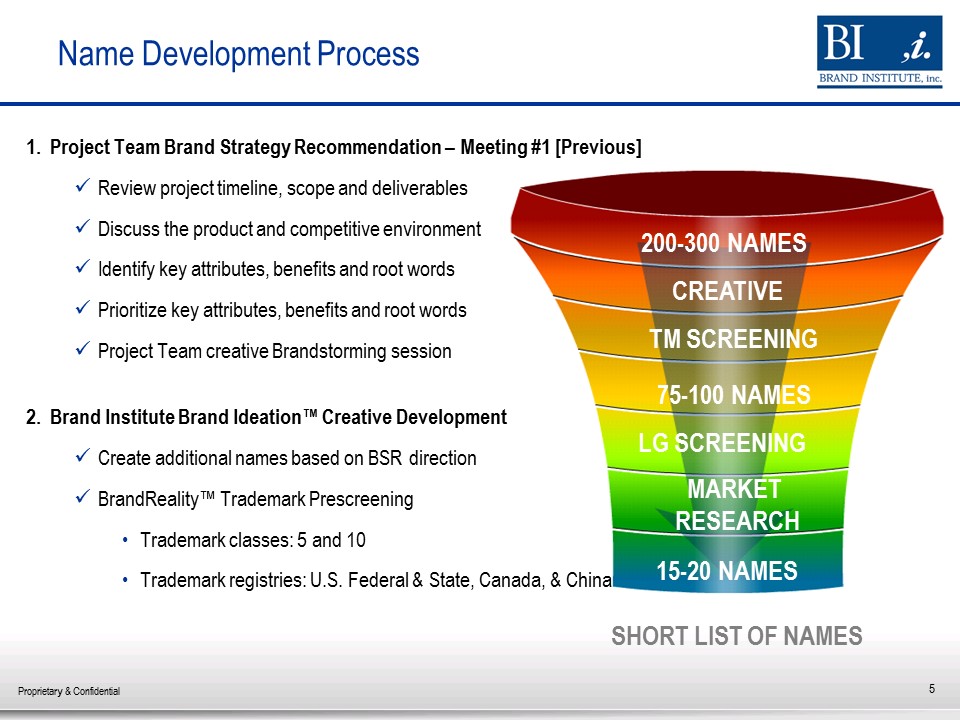 Name Development Process
BI ,i.
BRAND INSTITUTE, inc.
1. Project Team Brand Strategy Recommendation – Meeting #1 [Previous]
✓ Review project timeline, scope and deliverables
✓ Discuss the product and competitive environment
✓ Identify key attributes, benefits and root words
✓ Prioritize key attributes, benefits and root words
✓ Project Team creative Brandstorming session
2. Brand Institute Brand Ideation™ Creative Development
✓ Create additional names based on BSR direction
✓ BrandReality™ Trademark Prescreening
• Trademark classes: 5 and 10
• Trademark registries: U.S. Federal & State, Canada, & China
200-300 NAMES
CREATIVE
TM SCREENING
75-100 NAMES
LG SCREENING
MARKET
RESEARCH
15-20 NAMES
SHORT LIST OF NAMES
Proprietary & Confidential
5